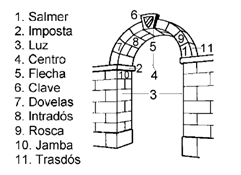 1. Salmer
2. Imposta
3. Luz
4. Centro
5. Flecha
6. Clave
7. Dovelas
8. Intradós
9. Rosca
10. Jamba
11. Trasdós
6
7
8
5
9
1
11
2
10
4
3